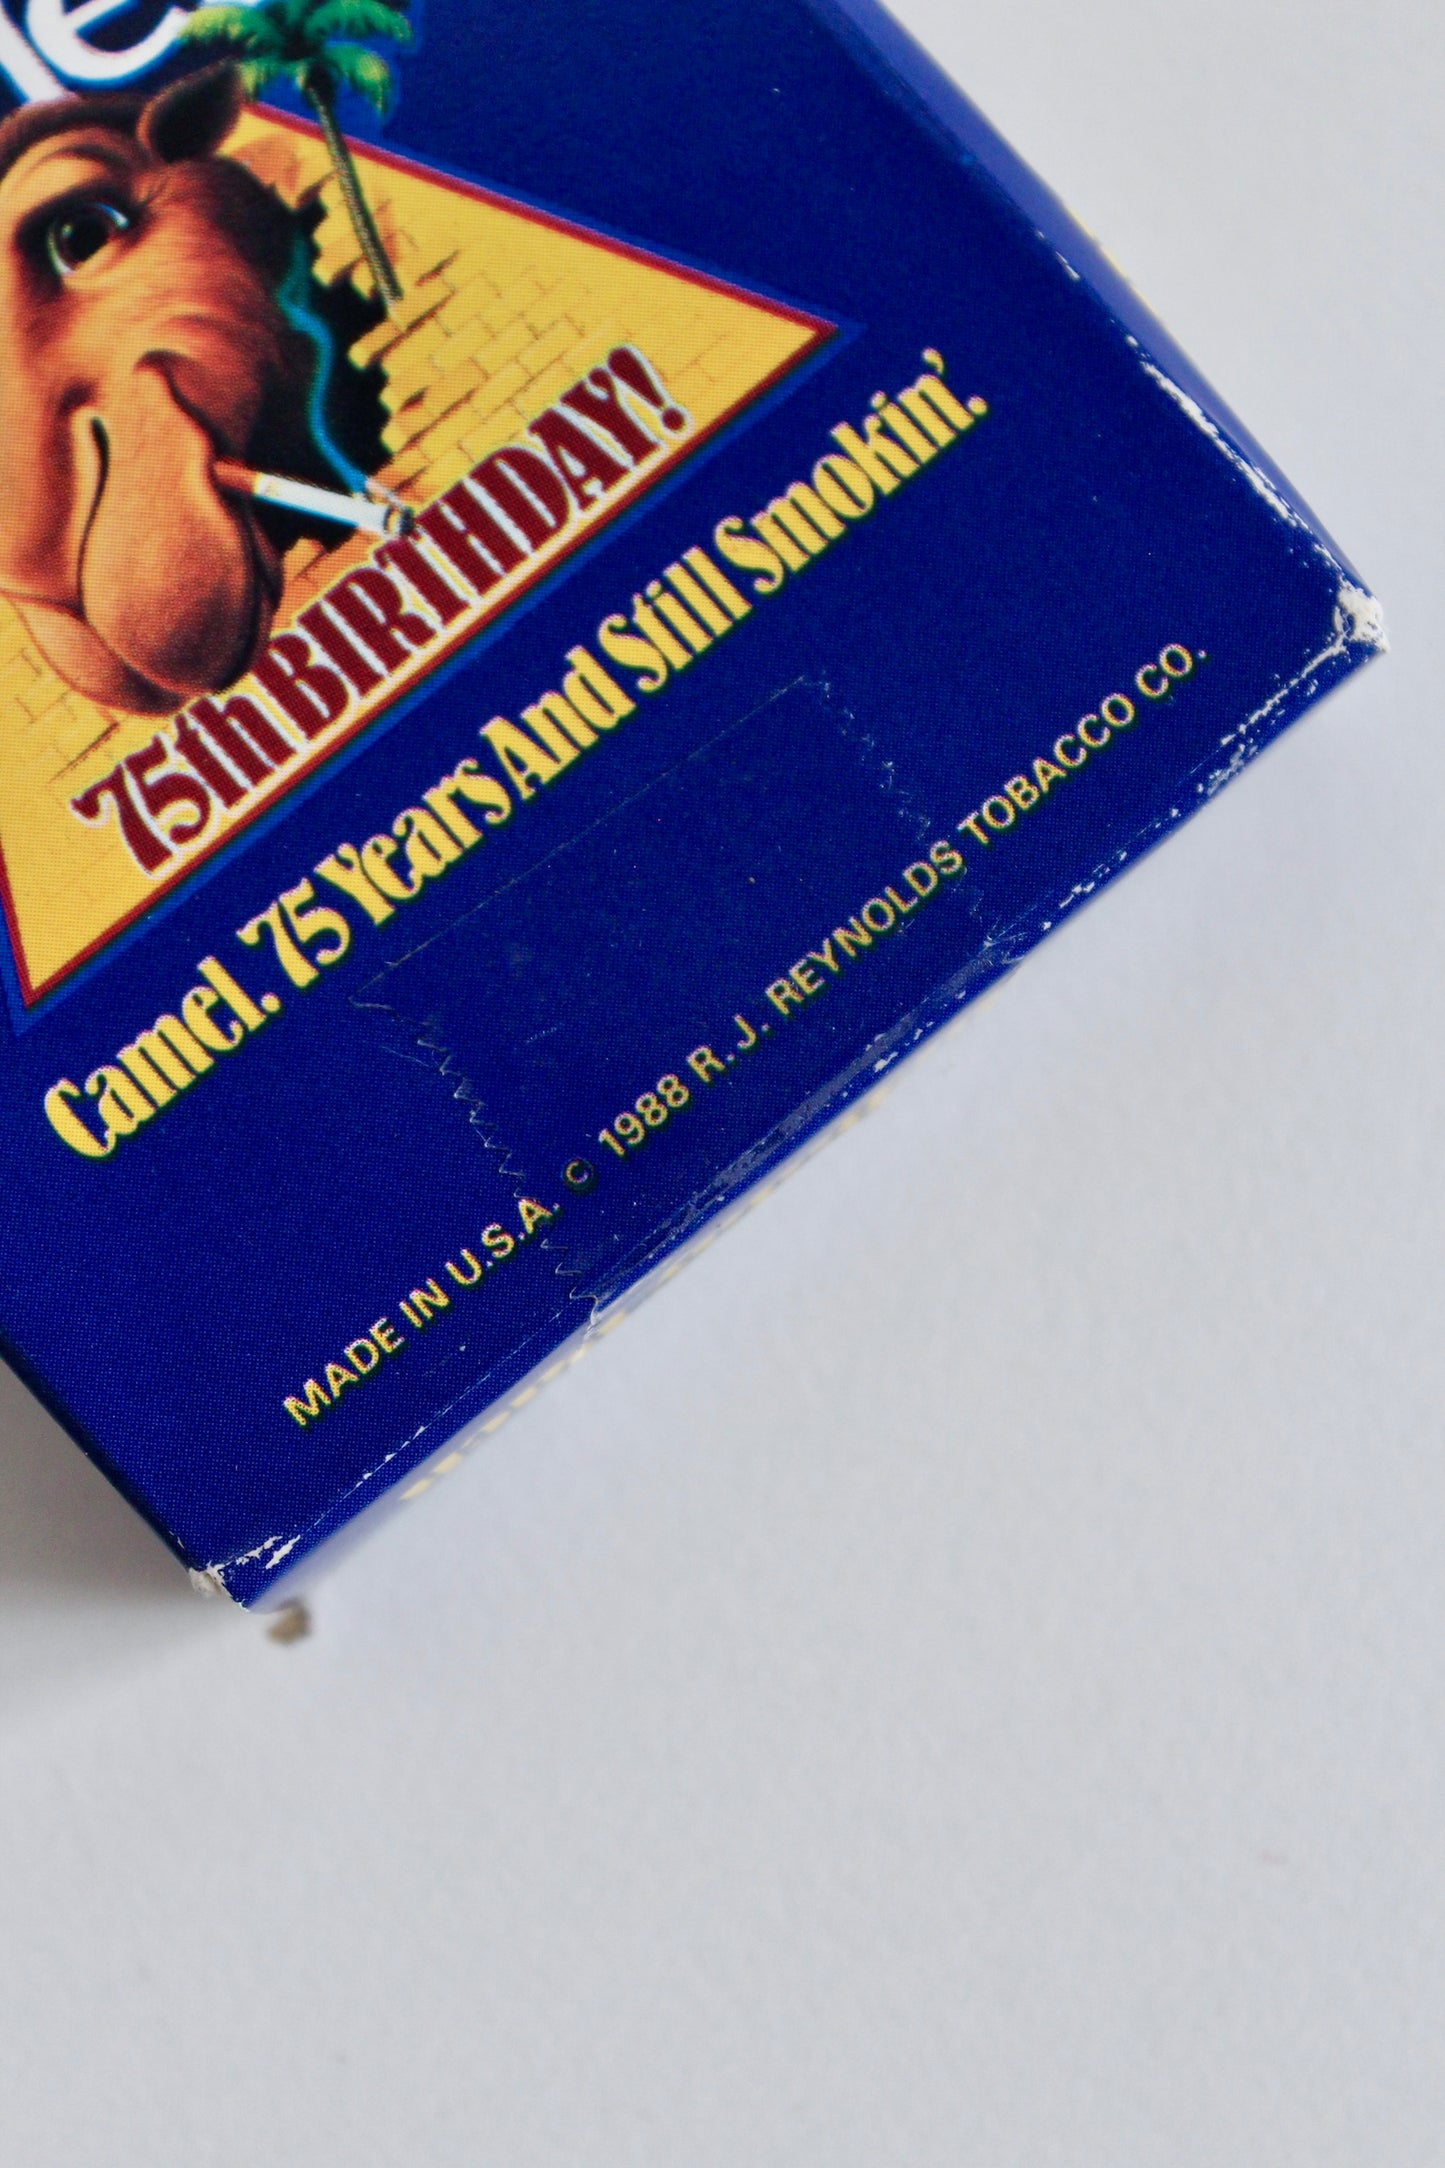 75th BIRTHDAY!
Camel. 75 Years And Still Smokin'.
MADE IN U.S.A. © 1988 R. J. REYNOLDS TOBACCO CO.